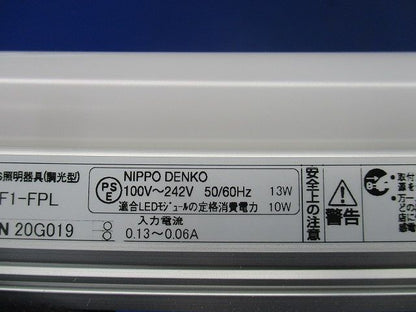 照明器具(調光型)
F1-FPL
N 20G019
PS
E
NIPPO DENKO
100V～242V 50/60Hz 13W
適合LEDモジュールの定格消費電力 10W
入力電流
0.13～0.06A
安全上の注意
警告